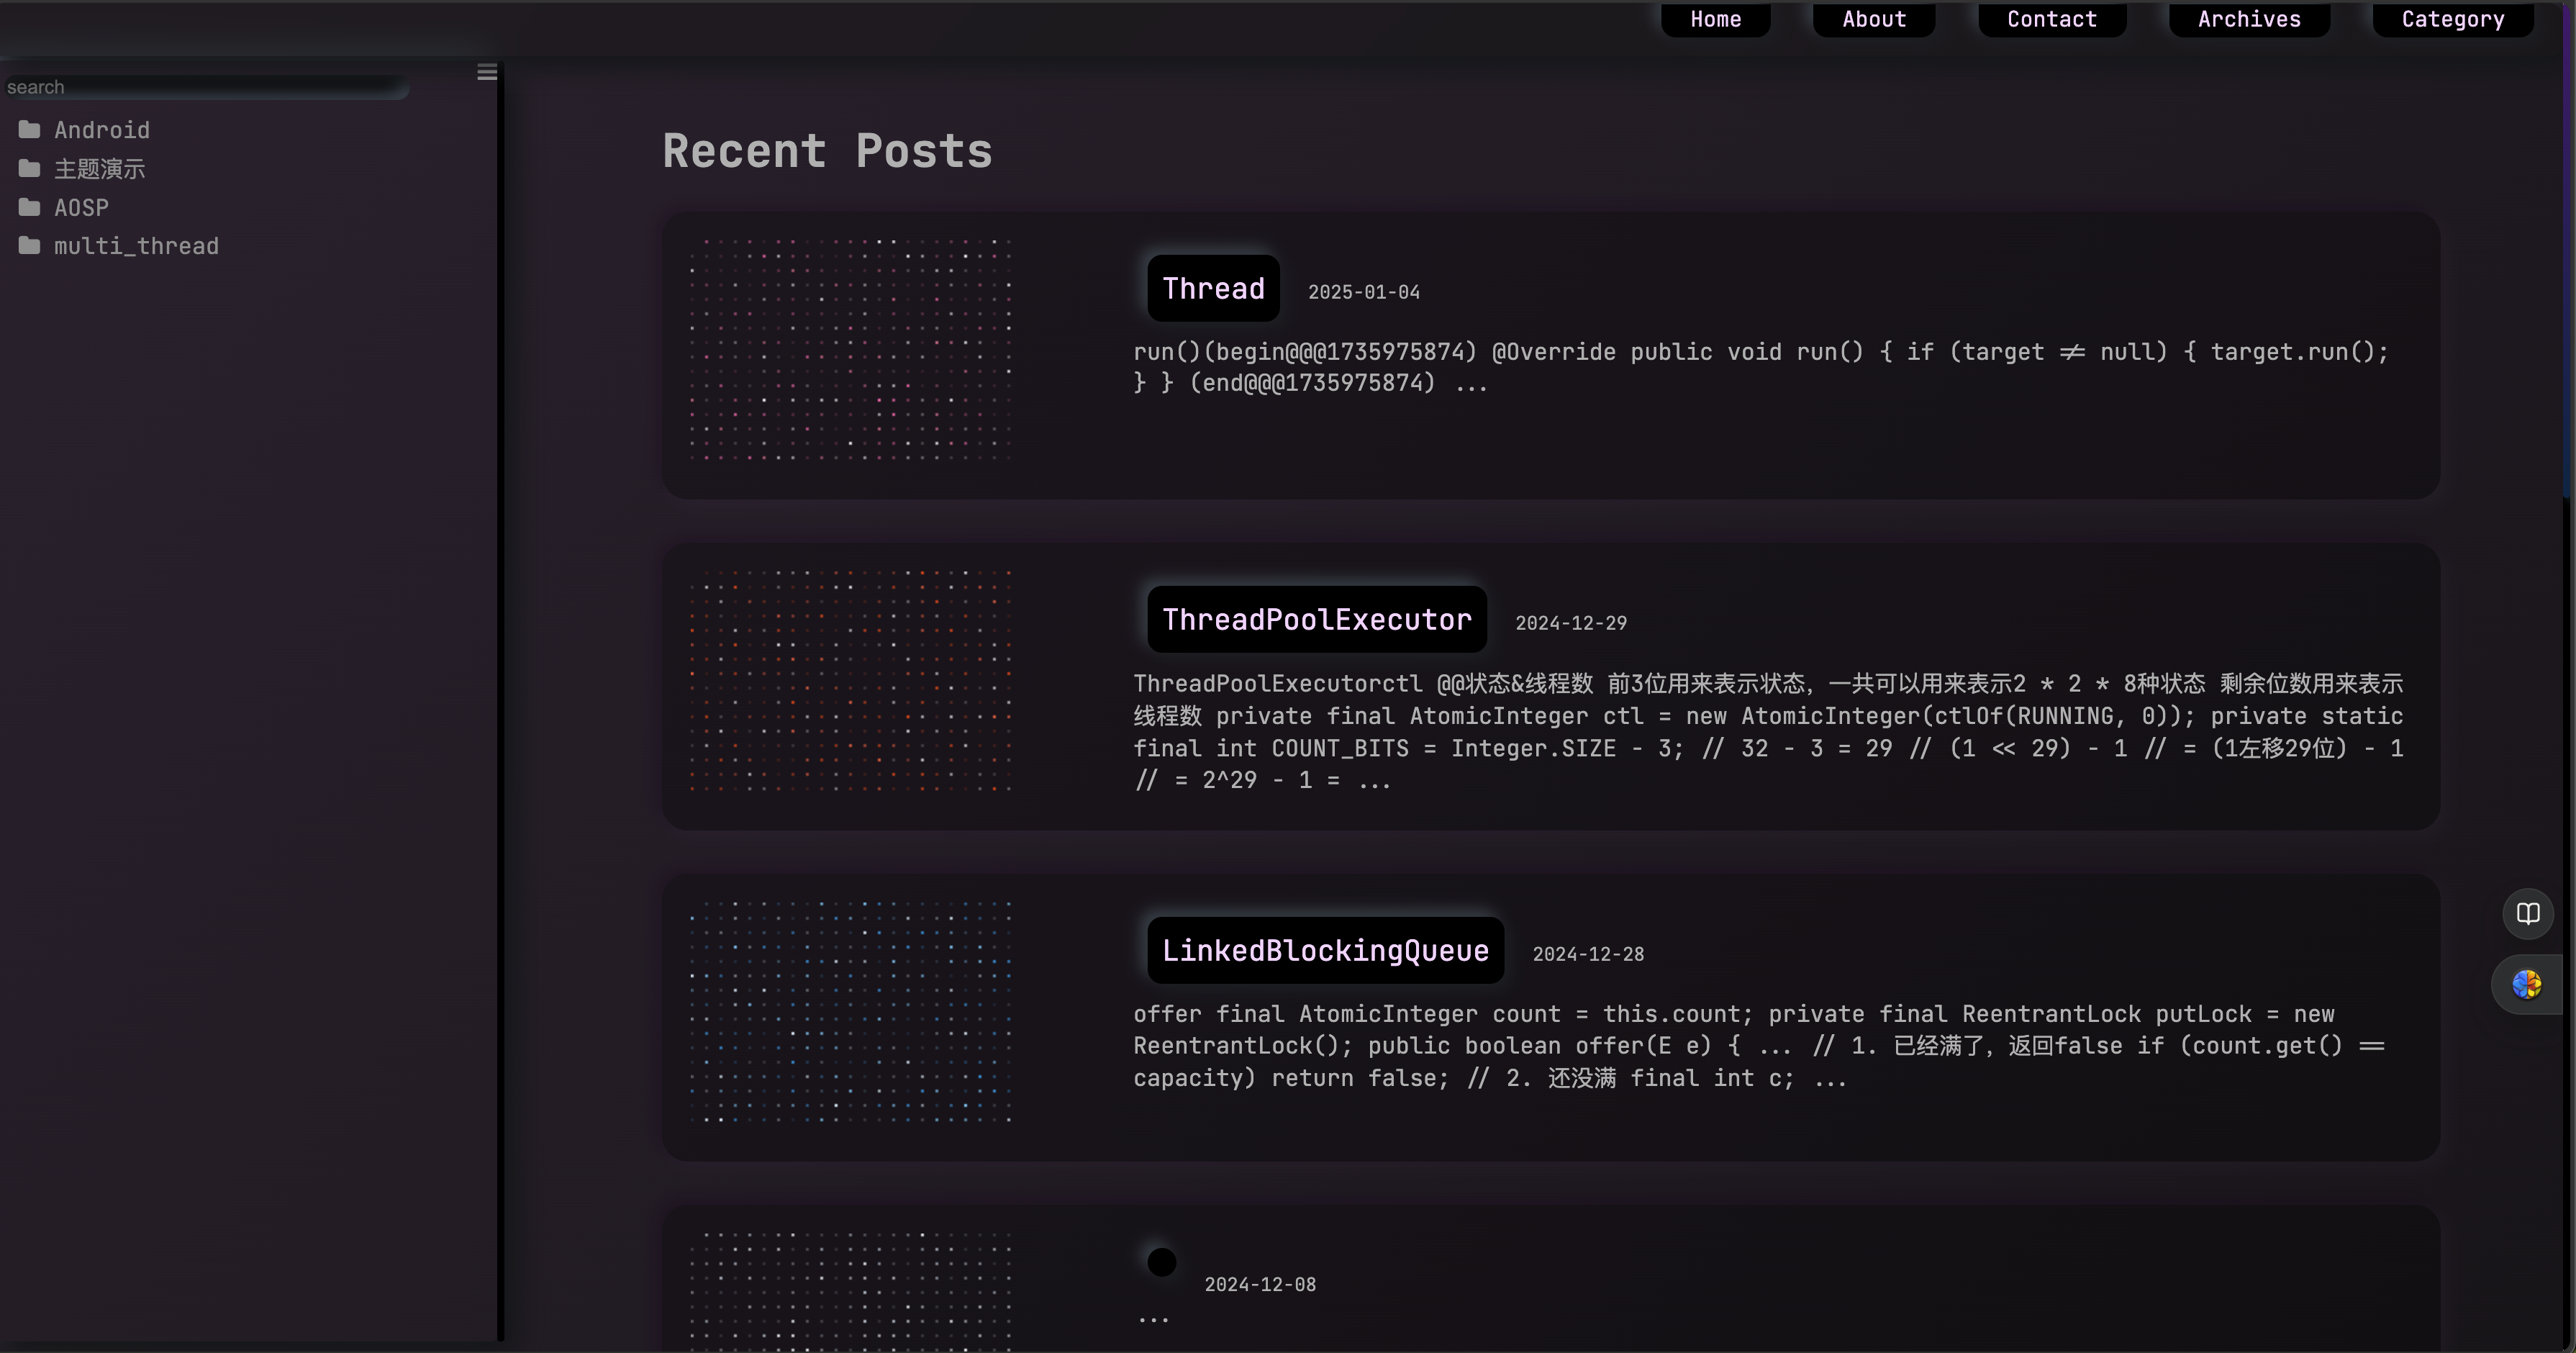 Home
About
Contact
Archives
Category
search
Android
主题演示
AOSP
multi_thread
Recent Posts
Thread
2025-01-04
run()(begin@@@1735975874) @Override public void run() { if (target != null) { target.run();
} } (end@@@1735975874) ...
ThreadPoolExecutor
2024-12-29
ThreadPoolExecutorctl @@状态&线程数 前3位用来表示状态，一共可以用来表示2 * 2 * 8种状态 剩余位数用来表示
线程数 private final AtomicInteger ctl = new AtomicInteger(ctlOf(RUNNING, 0)); private static
final int COUNT_BITS = Integer.SIZE - 3; // 32 - 3 = 29 // (1 << 29) - 1 // = (1左移29位) - 1
// = 2^29 - 1 = ...
LinkedBlockingQueue
2024-12-28
offer final AtomicInteger count = this.count; private final ReentrantLock putLock = new
ReentrantLock(); public boolean offer(E e) { ... // 1. 已经满了，返回false if (count.get() ==
capacity) return false; // 2. 还没满 final int c; ...
2024-12-08
...